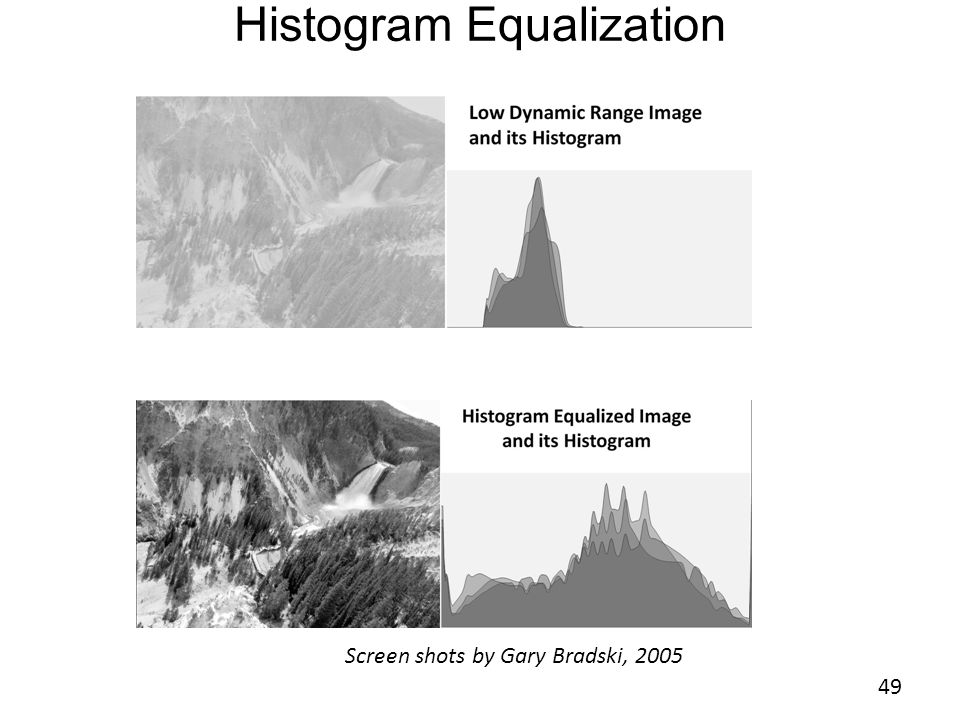 Histogram Equalization
Low Dynamic Range Image
and its Histogram
Histogram Equalized Image
and its Histogram
Screen shots by Gary Bradski, 2005
49